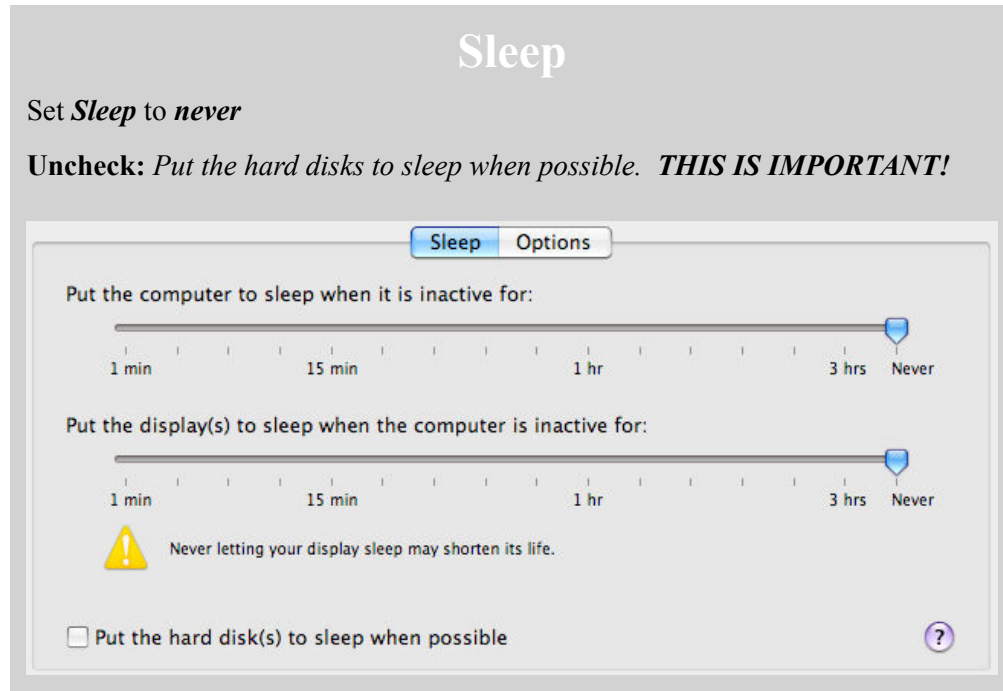 Sleep
Set Sleep to never
Uncheck: Put the hard disks to sleep when possible. THIS IS IMPORTANT!
Sleep Options
Put the computer to sleep when it is inactive for:
1 min 15 min 1 hr 3 hrs Never
Put the display(s) to sleep when the computer is inactive for:
1 min 15 min 1 hr 3 hrs Never
Never letting your display sleep may shorten its life.
Put the hard disk(s) to sleep when possible ?